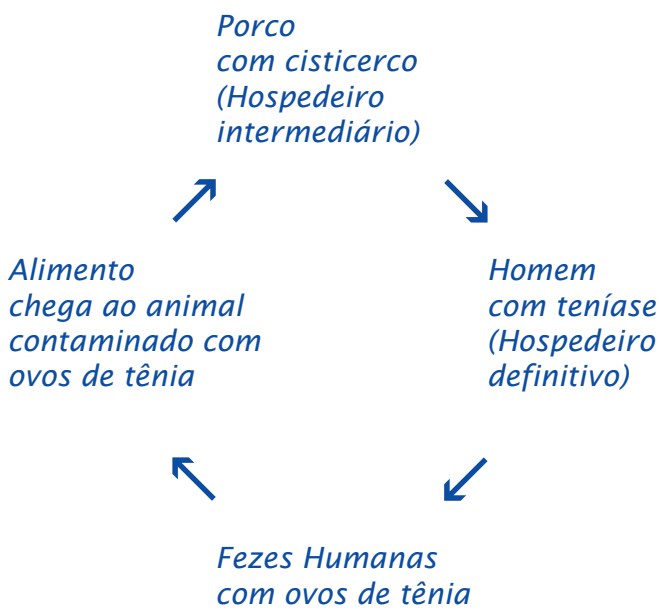 Porco
com cisticerco
(Hospedeiro
intermediário)
Alimento
chega ao animal
contaminado com
ovos de tênia
Homem
com teníase
(Hospedeiro
definitivo)
Fezes Humanas
com ovos de tênia